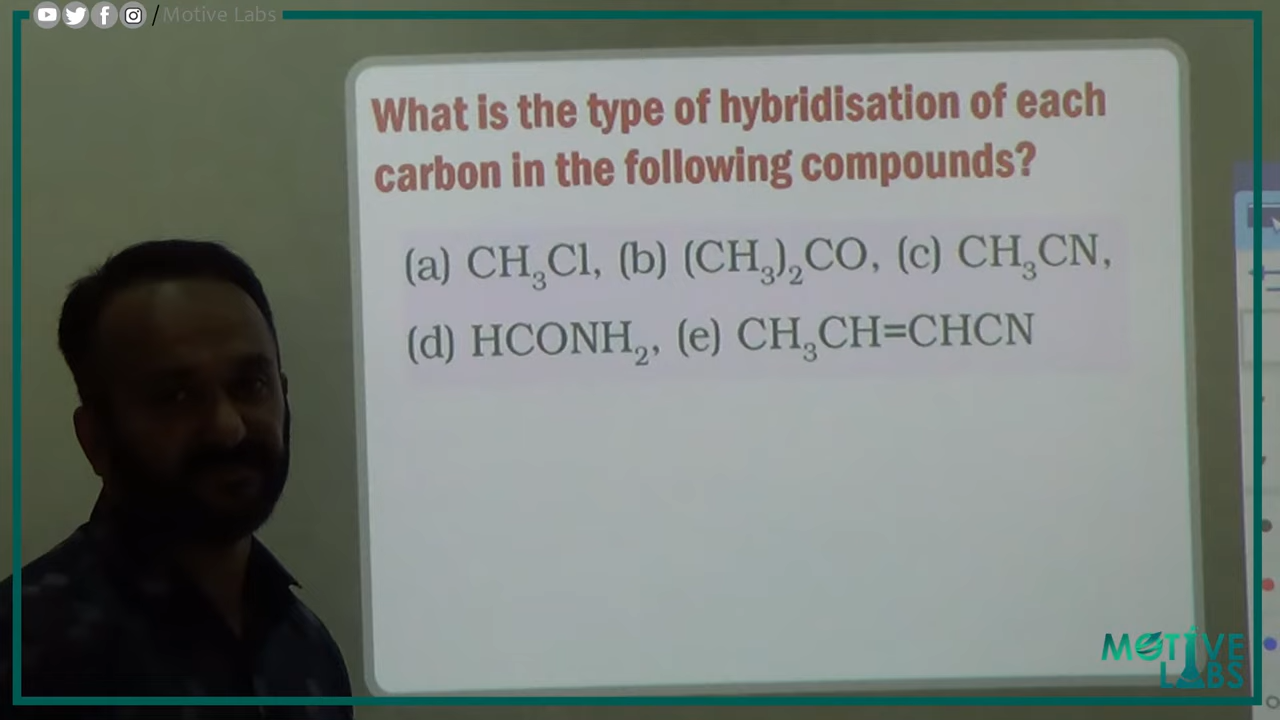 / Motive Labs
What is the type of hybridisation of each
carbon in the following compounds?
(a) CH₃Cl, (b) (CH₃)₂CO, (c) CH₃CN,
(d) HCONH₂, (e) CH₃CH=CHCN
MOTIVE
LABS